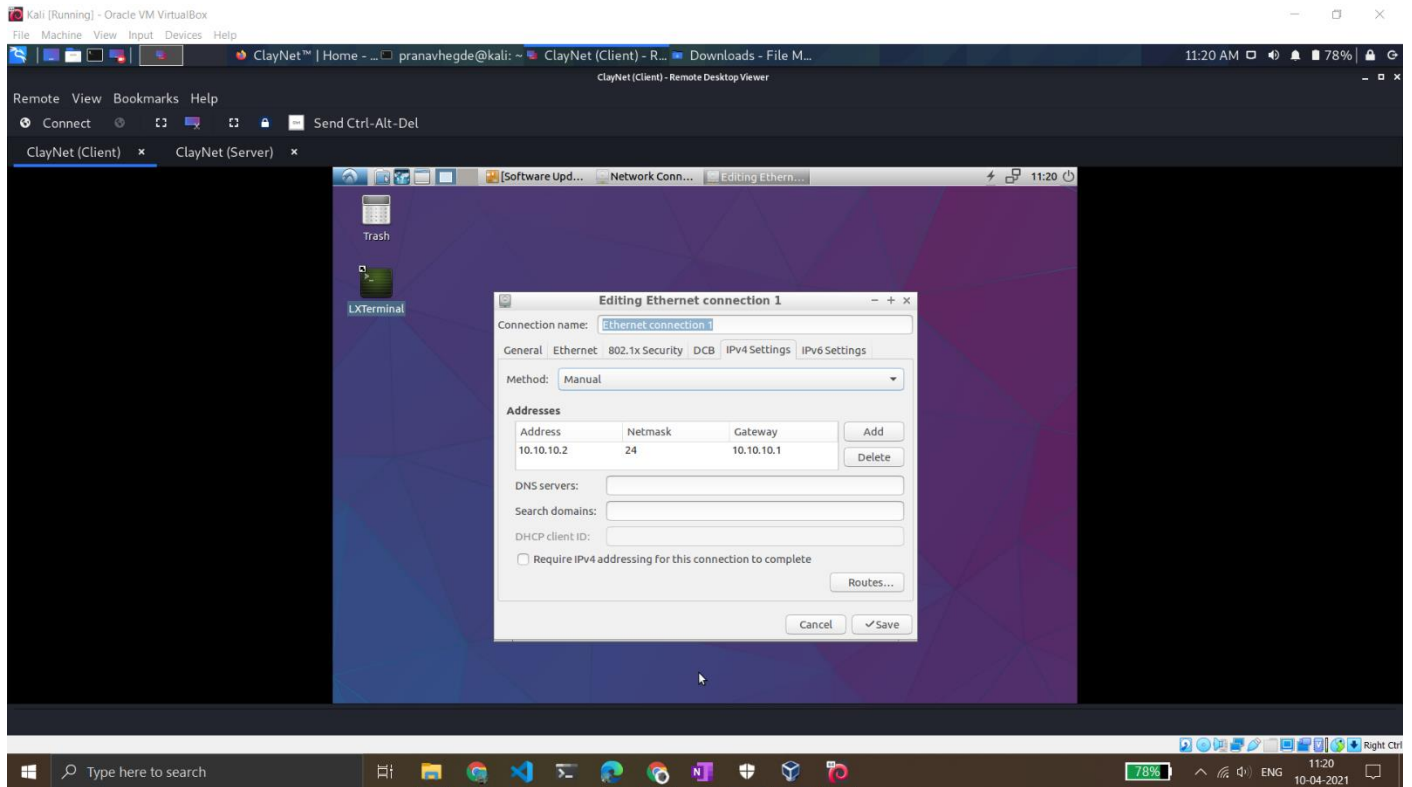 Kali [Running] - Oracle VM VirtualBox
File Machine View Input Devices Help
ClayNet™ | Home - ... pranavhegde@kali: ~ ClayNet (Client) - R... Downloads - File M... 11:20 AM 78%
ClayNet (Client) - Remote Desktop Viewer
Remote View Bookmarks Help
Connect Send Ctrl-Alt-Del
ClayNet (Client) × ClayNet (Server) ×
[Software Upd... Network Conn... Editing Ethern... 11:20
Trash
LXTerminal
Editing Ethernet connection 1
Connection name: Ethernet connection 1
General Ethernet 802.1x Security DCB IPv4 Settings IPv6 Settings
Method: Manual
Addresses
Address Netmask Gateway Add
10.10.10.2 24 10.10.10.1
Delete
DNS servers:
Search domains:
DHCP client ID:
Require IPv4 addressing for this connection to complete
Routes...
Cancel Save
Right Ctrl
Type here to search 78% ENG 11:20
10-04-2021